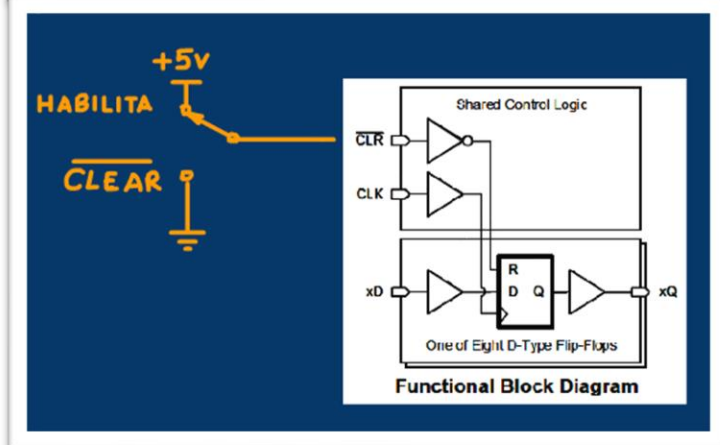 +5V
HABILITA
CLEAR
Shared Control Logic
CLR
CLK
R
xD
D Q
xQ
One of Eight D-Type Flip-Flops
Functional Block Diagram